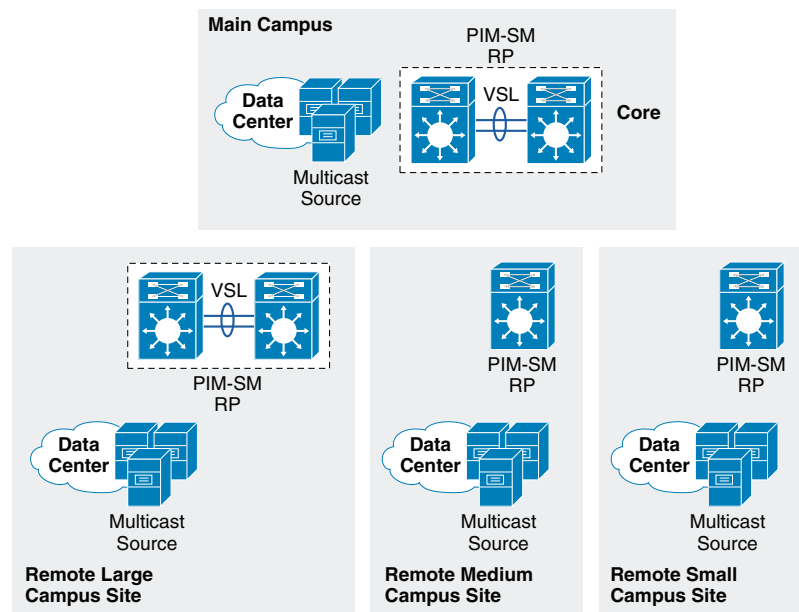 Main Campus
PIM-SM
RP
Data
Center
VSL
Core
Multicast
Source
VSL
PIM-SM
RP
Data
Center
Multicast
Source
Remote Large
Campus Site
PIM-SM
RP
Data
Center
Multicast
Source
Remote Medium
Campus Site
PIM-SM
RP
Data
Center
Multicast
Source
Remote Small
Campus Site